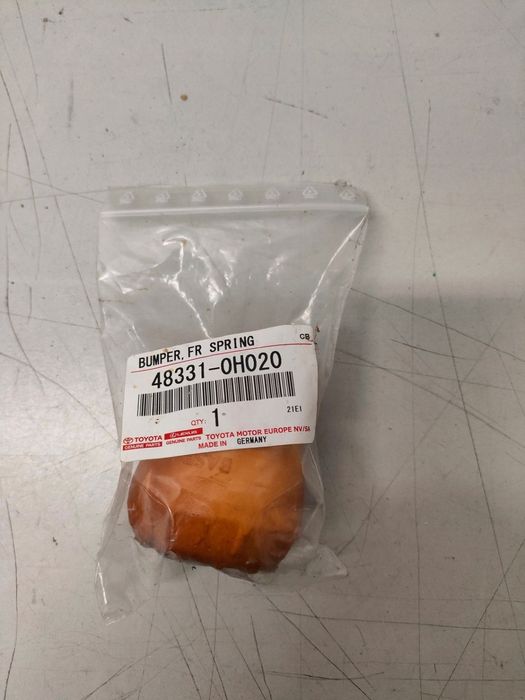 BUMPER, FR SPRING CB
48331-0H020
QTY: 1 21E1
TOYOTA LEXUS
GENUINE PARTS GENUINE PARTS TOYOTA MOTOR EUROPE NV/SA
MADE IN GERMANY